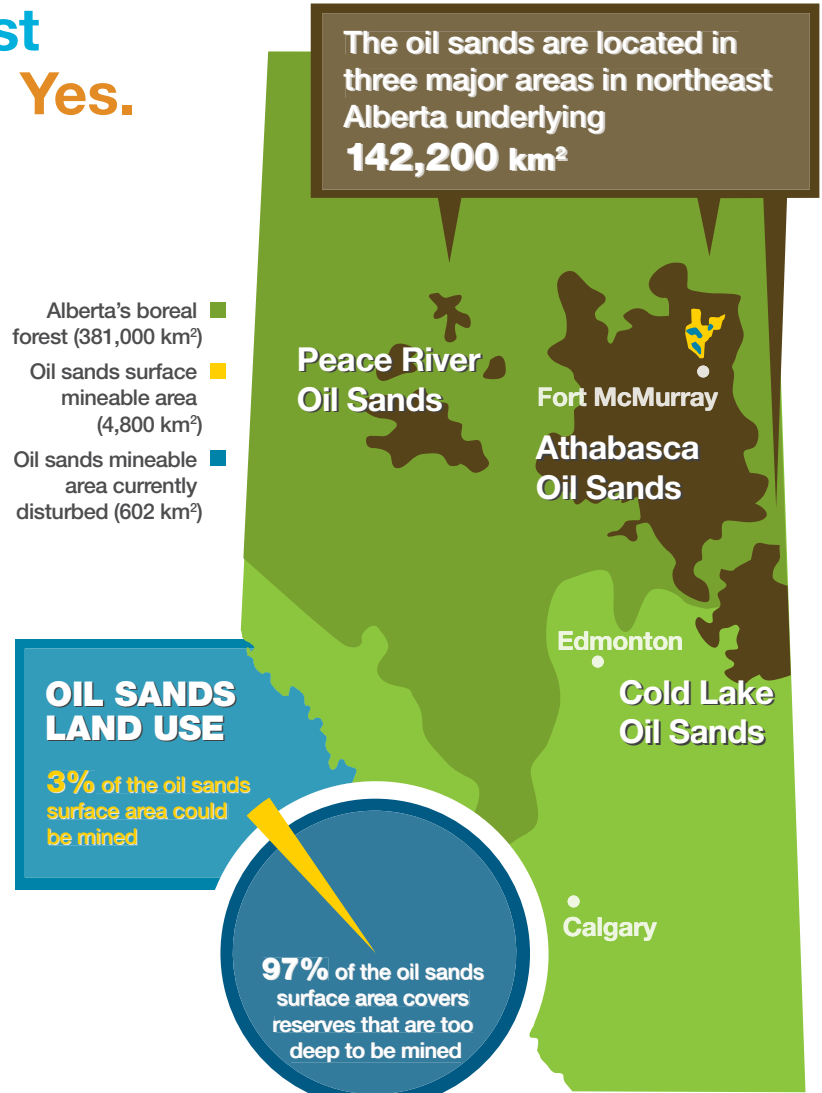 st
Yes.
The oil sands are located in
three major areas in northeast
Alberta underlying
142,200 km²
Alberta's boreal
forest (381,000 km²)
Oil sands surface
mineable area
(4,800 km²)
Oil sands mineable
area currently
disturbed (602 km²)
Peace River
Oil Sands
Fort McMurray
Athabasca
Oil Sands
Edmonton
Cold Lake
Oil Sands
OIL SANDS
LAND USE
3% of the oil sands
surface area could
be mined
97% of the oil sands
surface area covers
reserves that are too
deep to be mined
Calgary